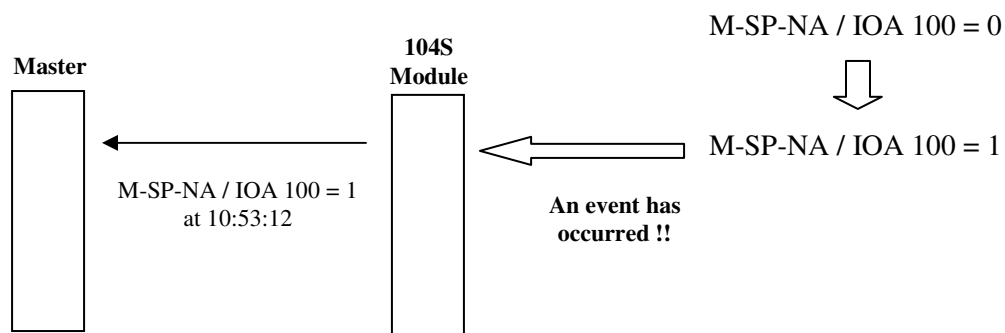 M-SP-NA / IOA 100 = 0
Master
104S
Module
M-SP-NA / IOA 100 = 1
M-SP-NA / IOA 100 = 1
at 10:53:12
An event has
occurred !!